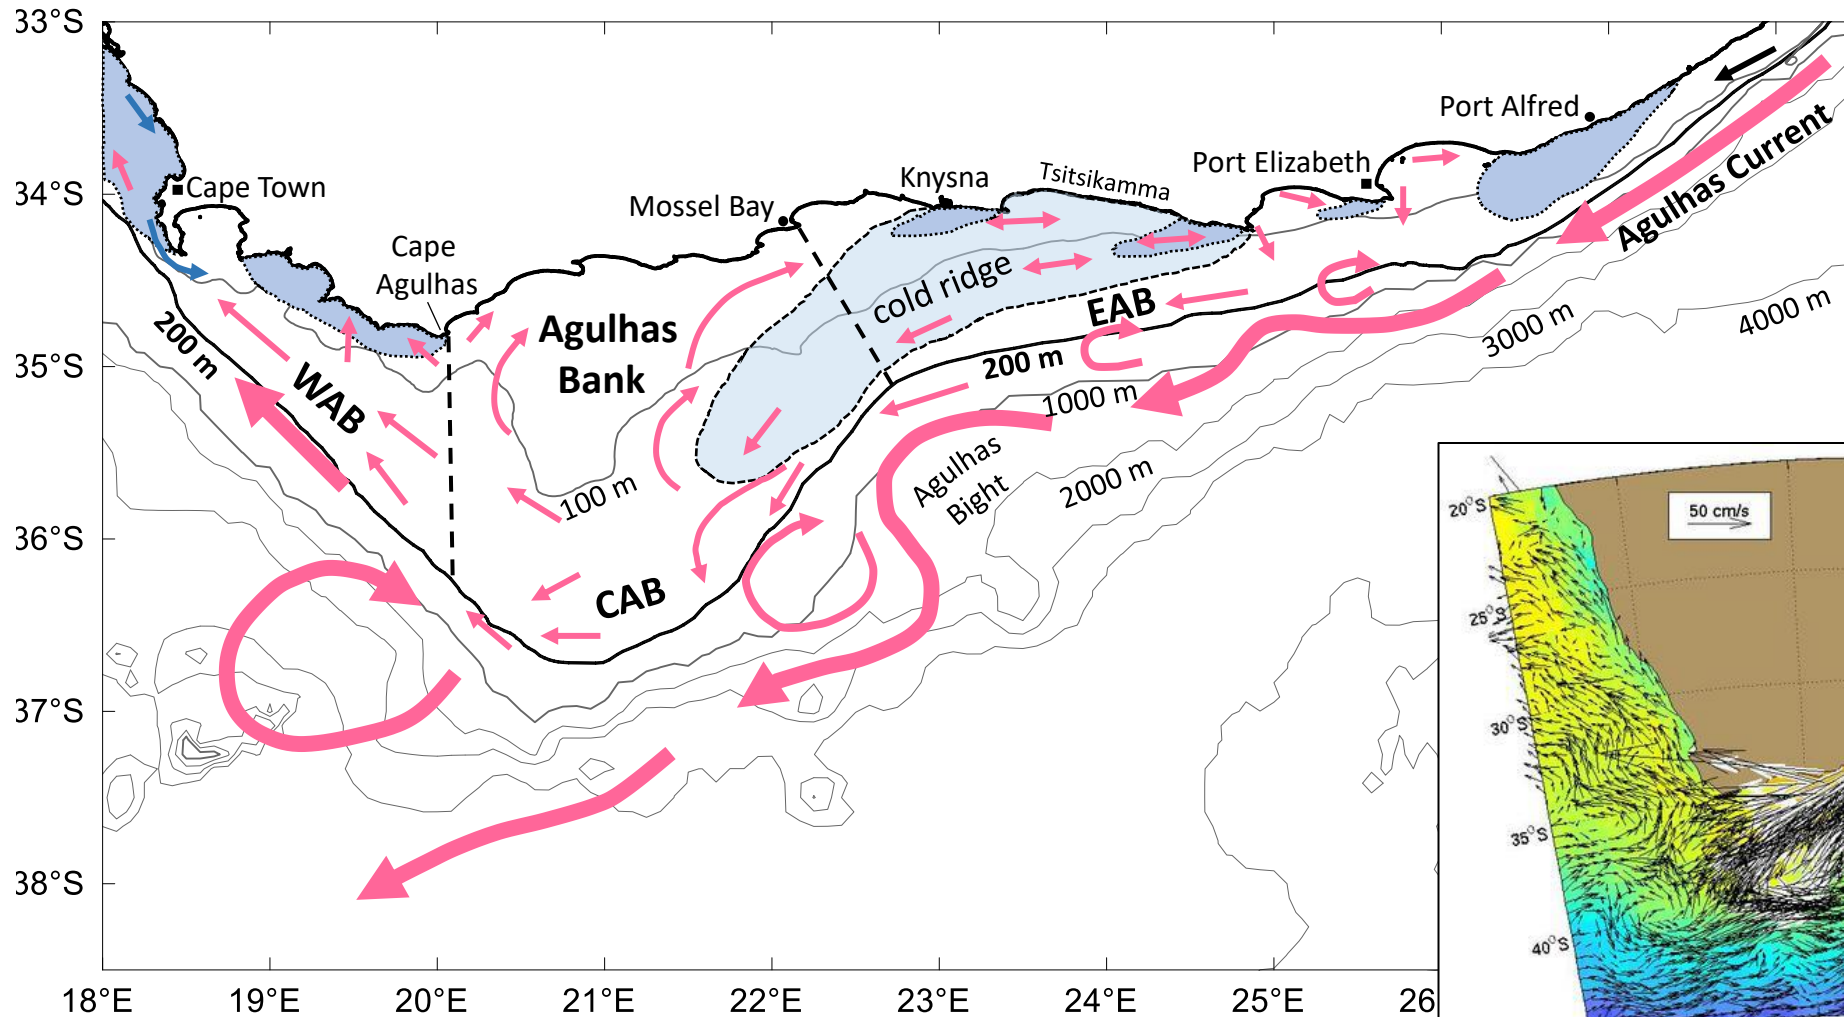 33°S
34°S
35°S
36°S
37°S
38°S
18°E
19°E
20°E
21°E
22°E
23°E
24°E
25°E
26
Cape Town
Cape
Agulhas
Mossel Bay
Knysna
Tsitsikamma
Port Elizabeth
Port Alfred
Agulhas Current
Agulhas
Bank
cold ridge
EAB
WAB
CAB
200 m
200 m
100 m
1000 m
2000 m
3000 m
4000 m
Agulhas
Bight
50 cm/s
20°S
25°S
30°S
35°S
40°S